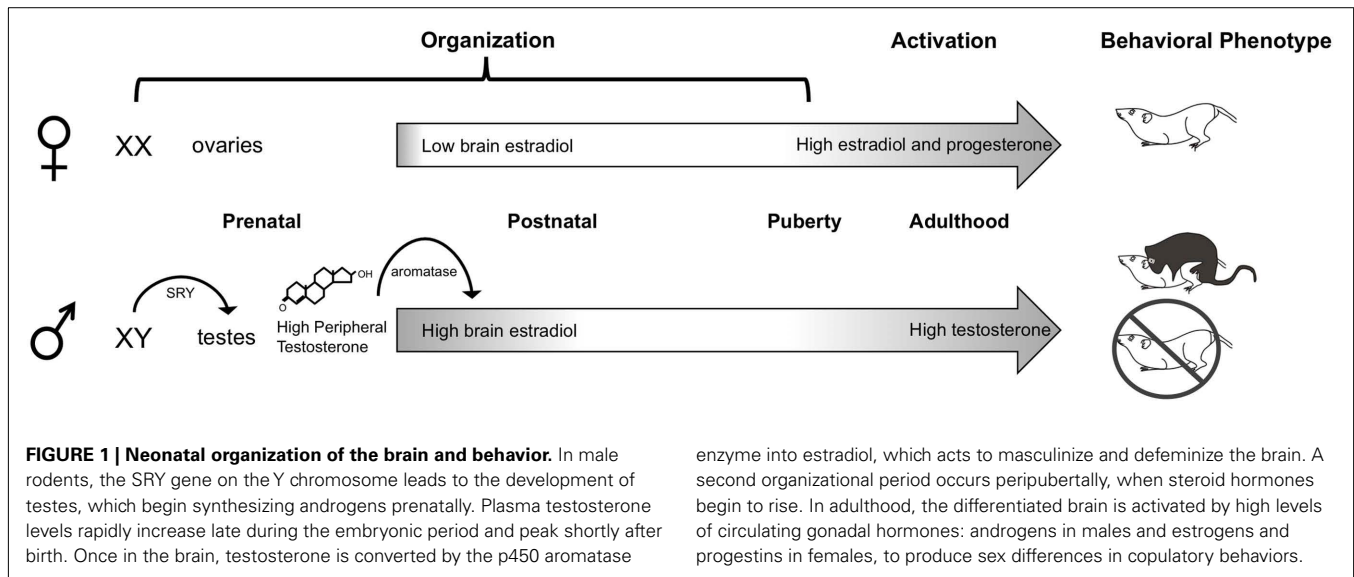 Organization
Activation
Behavioral Phenotype
XX
ovaries
Low brain estradiol
High estradiol and progesterone
Prenatal
Postnatal
Puberty
Adulthood
XY
SRY
testes
O
OH
High Peripheral
Testosterone
aromatase
High brain estradiol
High testosterone
FIGURE 1 | Neonatal organization of the brain and behavior. In male
rodents, the SRY gene on the Y chromosome leads to the development of
testes, which begin synthesizing androgens prenatally. Plasma testosterone
levels rapidly increase late during the embryonic period and peak shortly after
birth. Once in the brain, testosterone is converted by the p450 aromatase
enzyme into estradiol, which acts to masculinize and defeminize the brain. A
second organizational period occurs peripubertally, when steroid hormones
begin to rise. In adulthood, the differentiated brain is activated by high levels
of circulating gonadal hormones: androgens in males and estrogens and
progestins in females, to produce sex differences in copulatory behaviors.